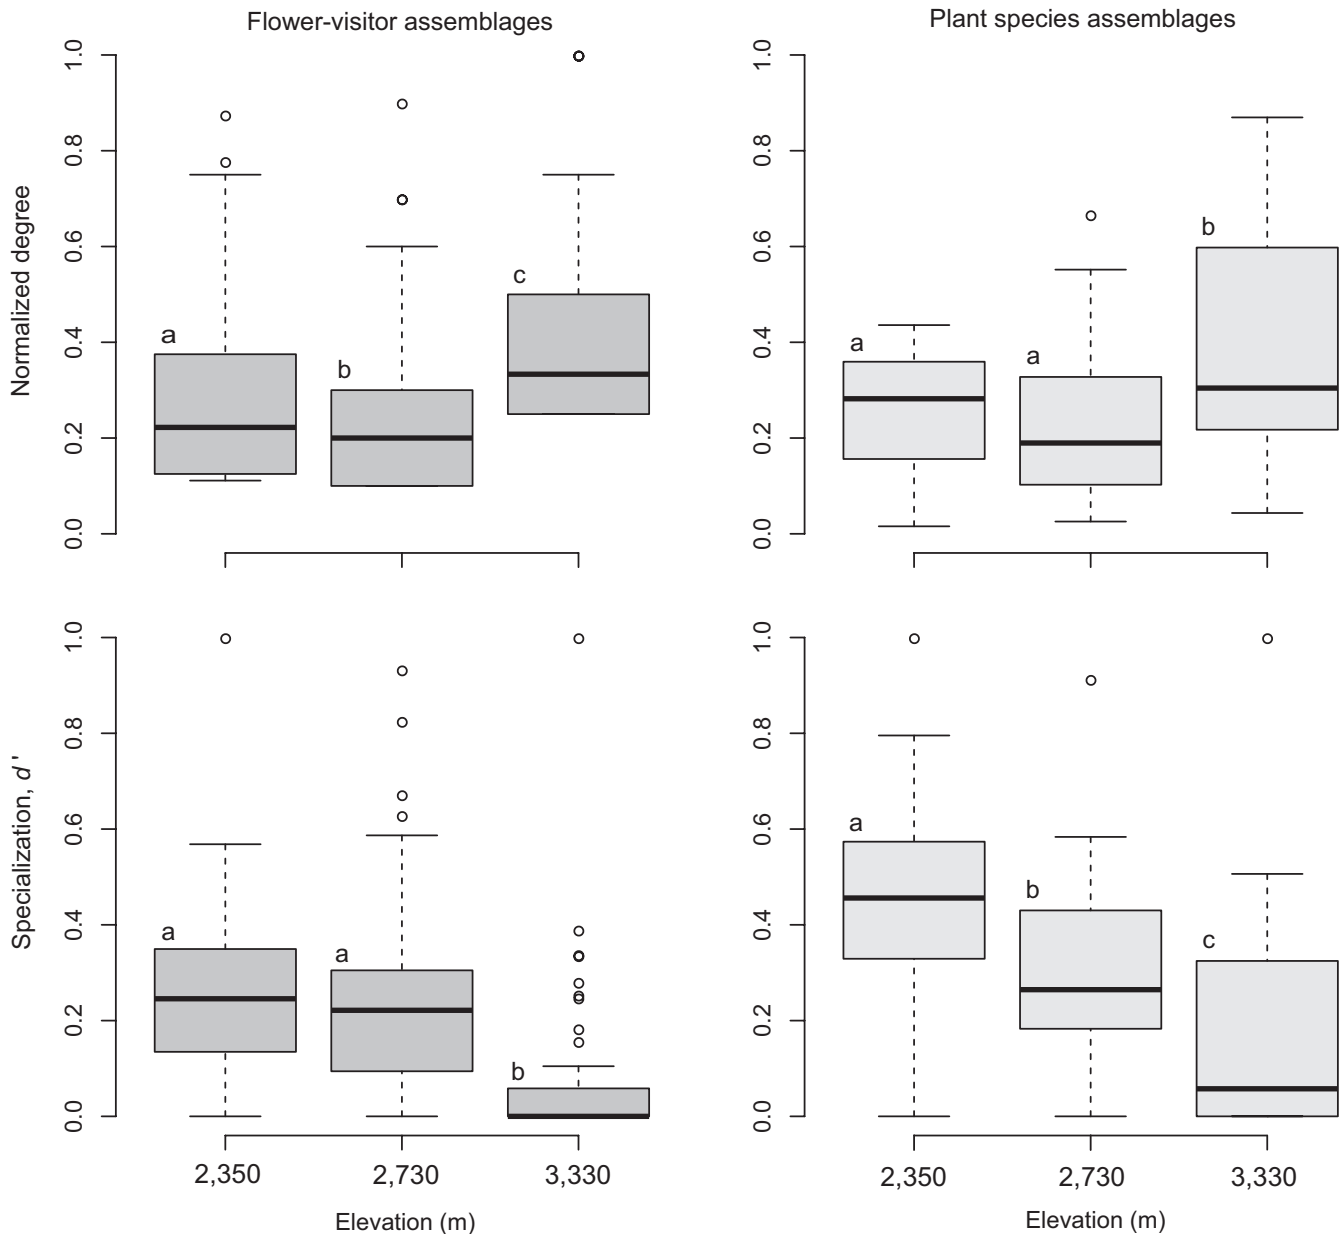 Flower-visitor assemblages
Plant species assemblages
Normalized degree
1.0
0.8
0.6
0.4
0.2
0.0
a
b
c
1.0
0.8
0.6
0.4
0.2
0.0
a
a
b
Specialization, d '
1.0
0.8
0.6
0.4
0.2
0.0
a
a
b
2,350
2,730
3,330
Elevation (m)
1.0
0.8
0.6
0.4
0.2
0.0
a
b
c
2,350
2,730
3,330
Elevation (m)